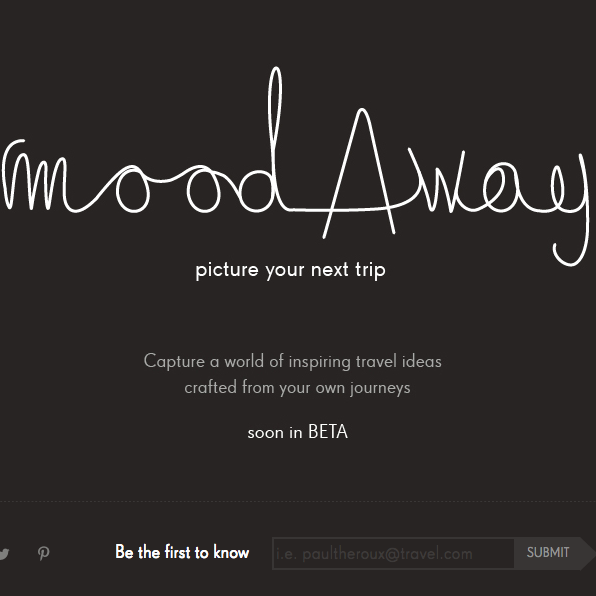 moodAway
picture your next trip
Capture a world of inspiring travel ideas
crafted from your own journeys
soon in BETA
Be the first to know
i.e. paultheroux@travel.com
SUBMIT